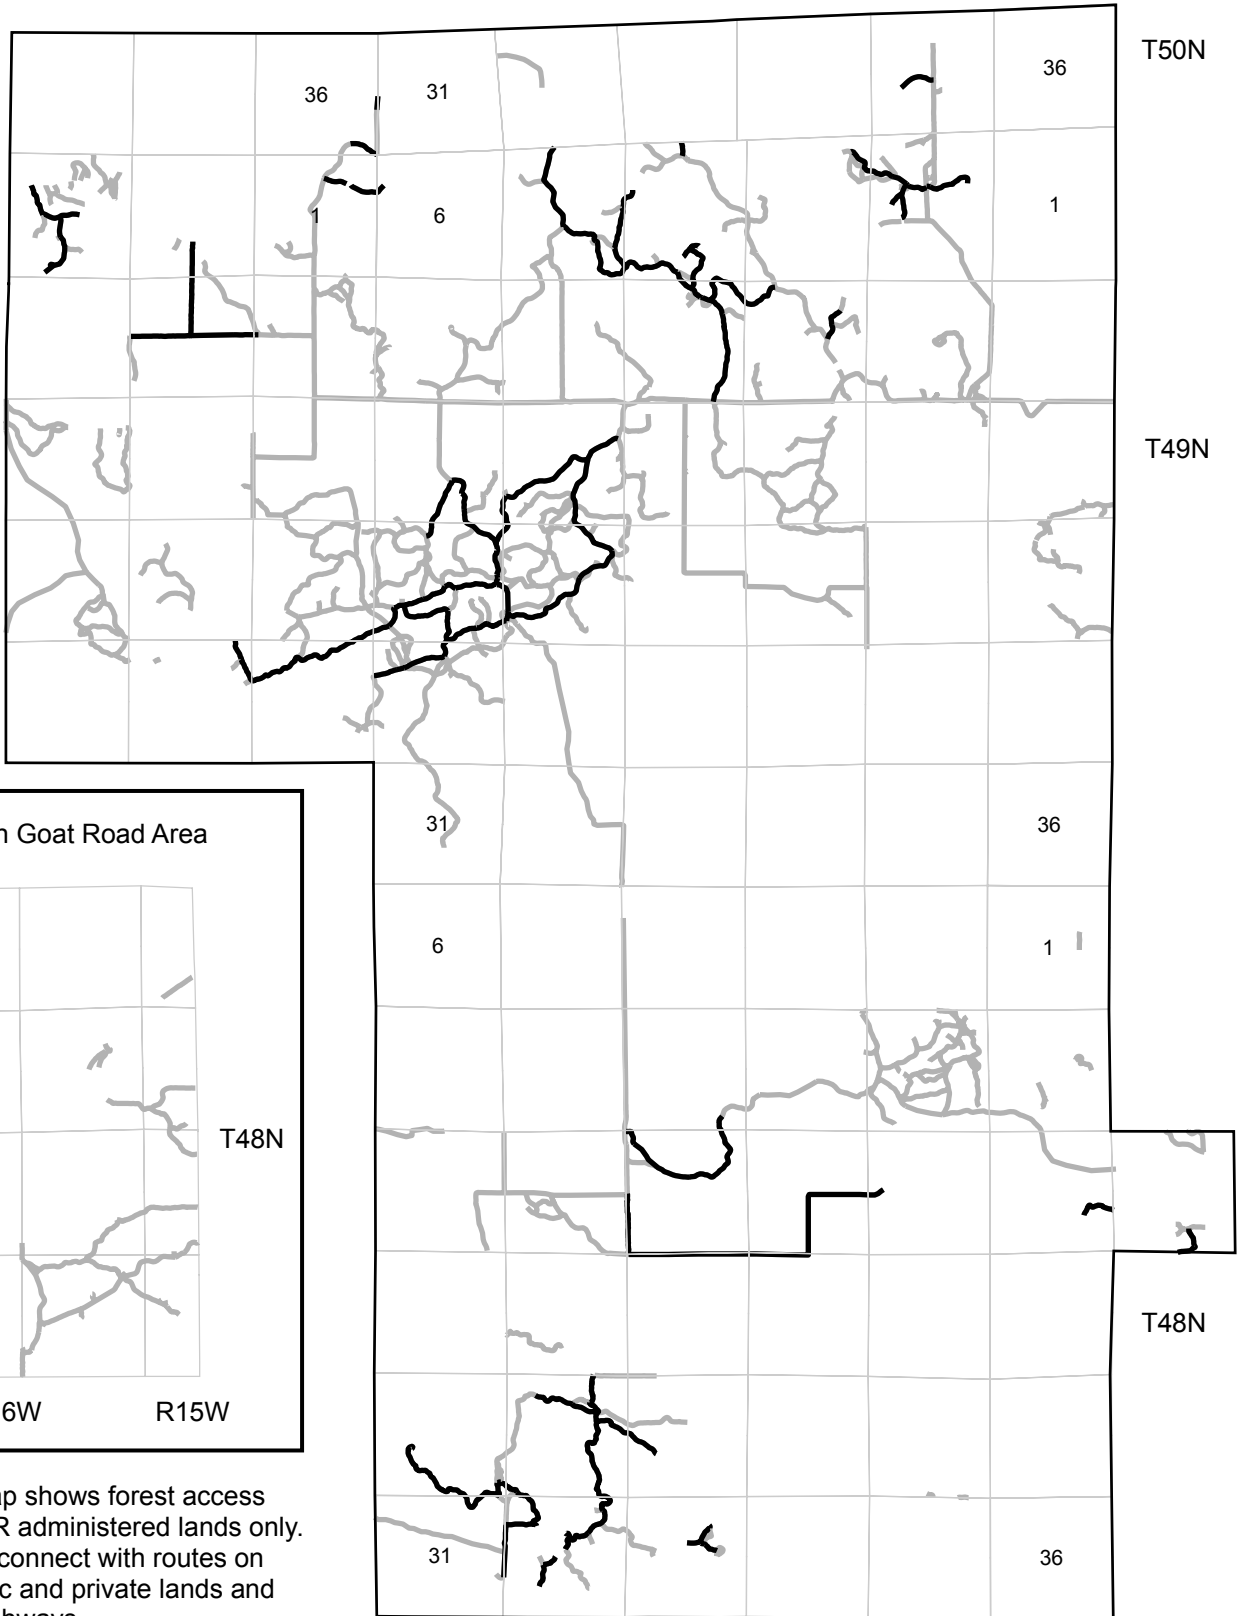 T50N
36
31
36
1
6
1
T49N
31
36
Goat Road Area
6
1
T48N
T48N
6W
R15W
shows forest access
administered lands only.
connect with routes on
and private lands and
31
36